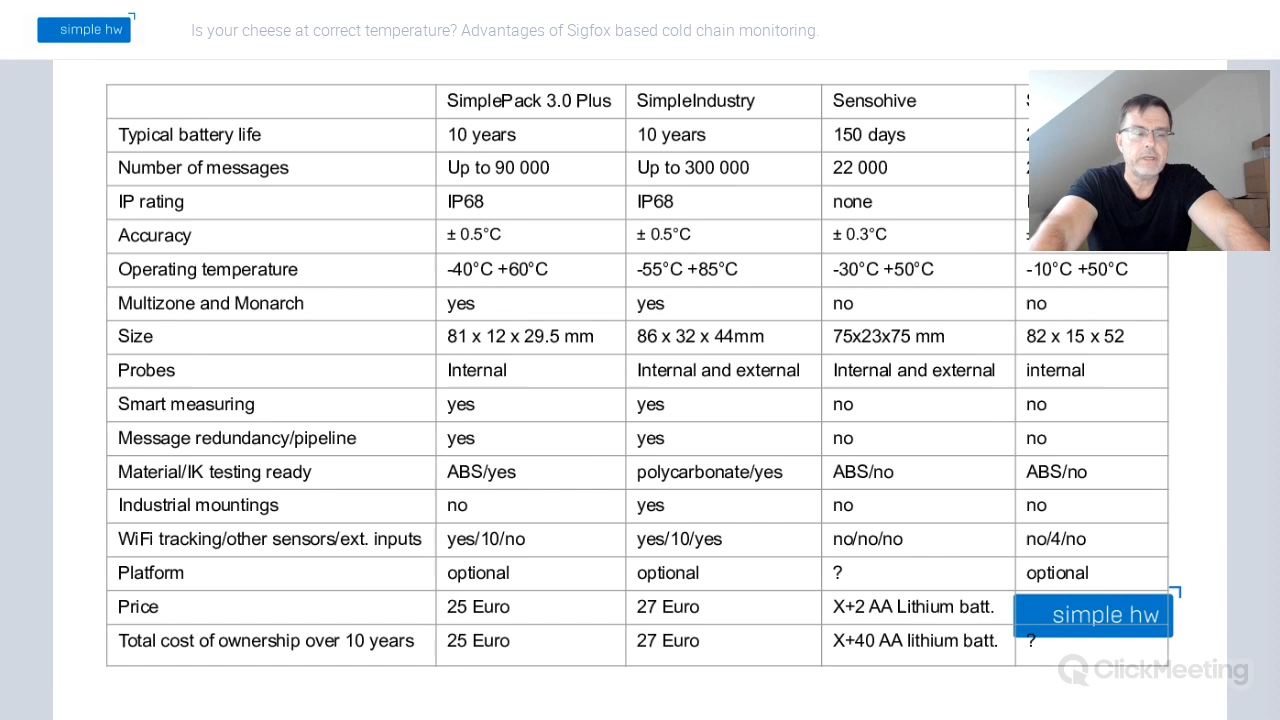 simple hw
Is your cheese at correct temperature? Advantages of Sigfox based cold chain monitoring.
SimplePack 3.0 Plus SimpleIndustry Sensohive
Typical battery life 10 years 10 years 150 days
Number of messages Up to 90 000 Up to 300 000 22 000
IP rating IP68 IP68 none
Accuracy ± 0.5°C ± 0.5°C ± 0.3°C
Operating temperature -40°C +60°C -55°C +85°C -30°C +50°C -10°C +50°C
Multizone and Monarch yes yes no no
Size 81 x 12 x 29.5 mm 86 x 32 x 44mm 75x23x75 mm 82 x 15 x 52
Probes Internal Internal and external Internal and external internal
Smart measuring yes yes no no
Message redundancy/pipeline yes yes no no
Material/IK testing ready ABS/yes polycarbonate/yes ABS/no ABS/no
Industrial mountings no yes no no
WiFi tracking/other sensors/ext. inputs yes/10/no yes/10/yes no/no/no no/4/no
Platform optional optional ? optional
Price 25 Euro 27 Euro X+2 AA Lithium batt.
simple hw
Total cost of ownership over 10 years 25 Euro 27 Euro X+40 AA lithium batt. ?
ClickMeeting